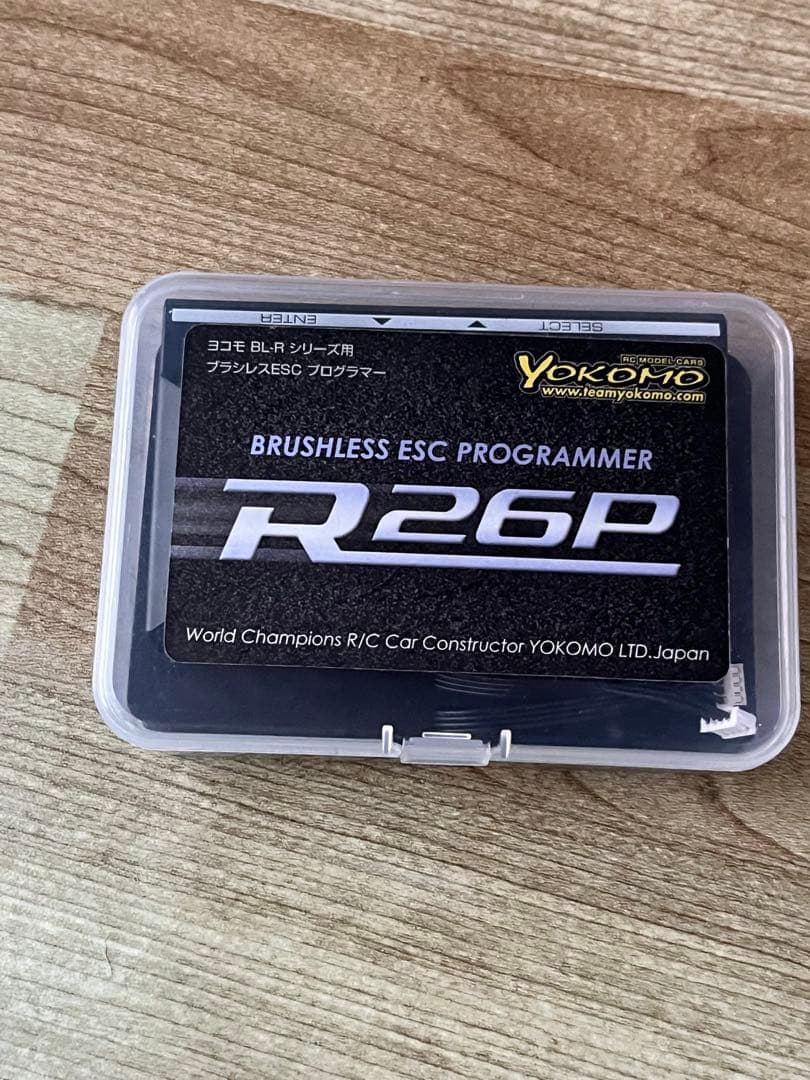 ENTER SELECT
ヨコモ BL-R シリーズ用
ブラシレスESC プログラマー
RC MODEL CARS
YOKOMO
www.teamyokomo.com
BRUSHLESS ESC PROGRAMMER
R26P
World Champions R/C Car Constructor YOKOMO LTD.Japan